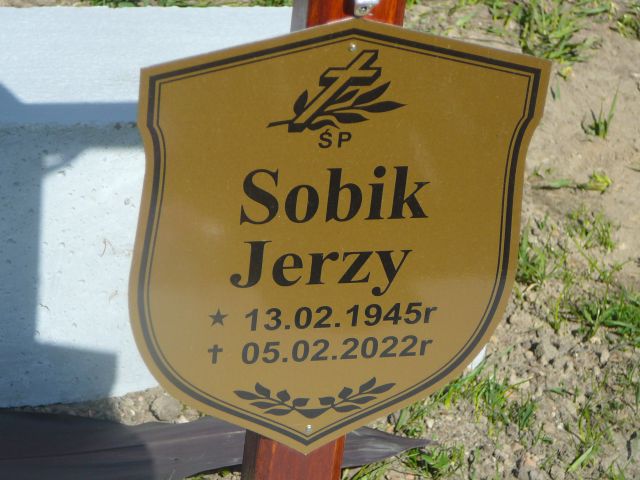 ŚP
Sobik
Jerzy
★ 13.02.1945r
✝ 05.02.2022r